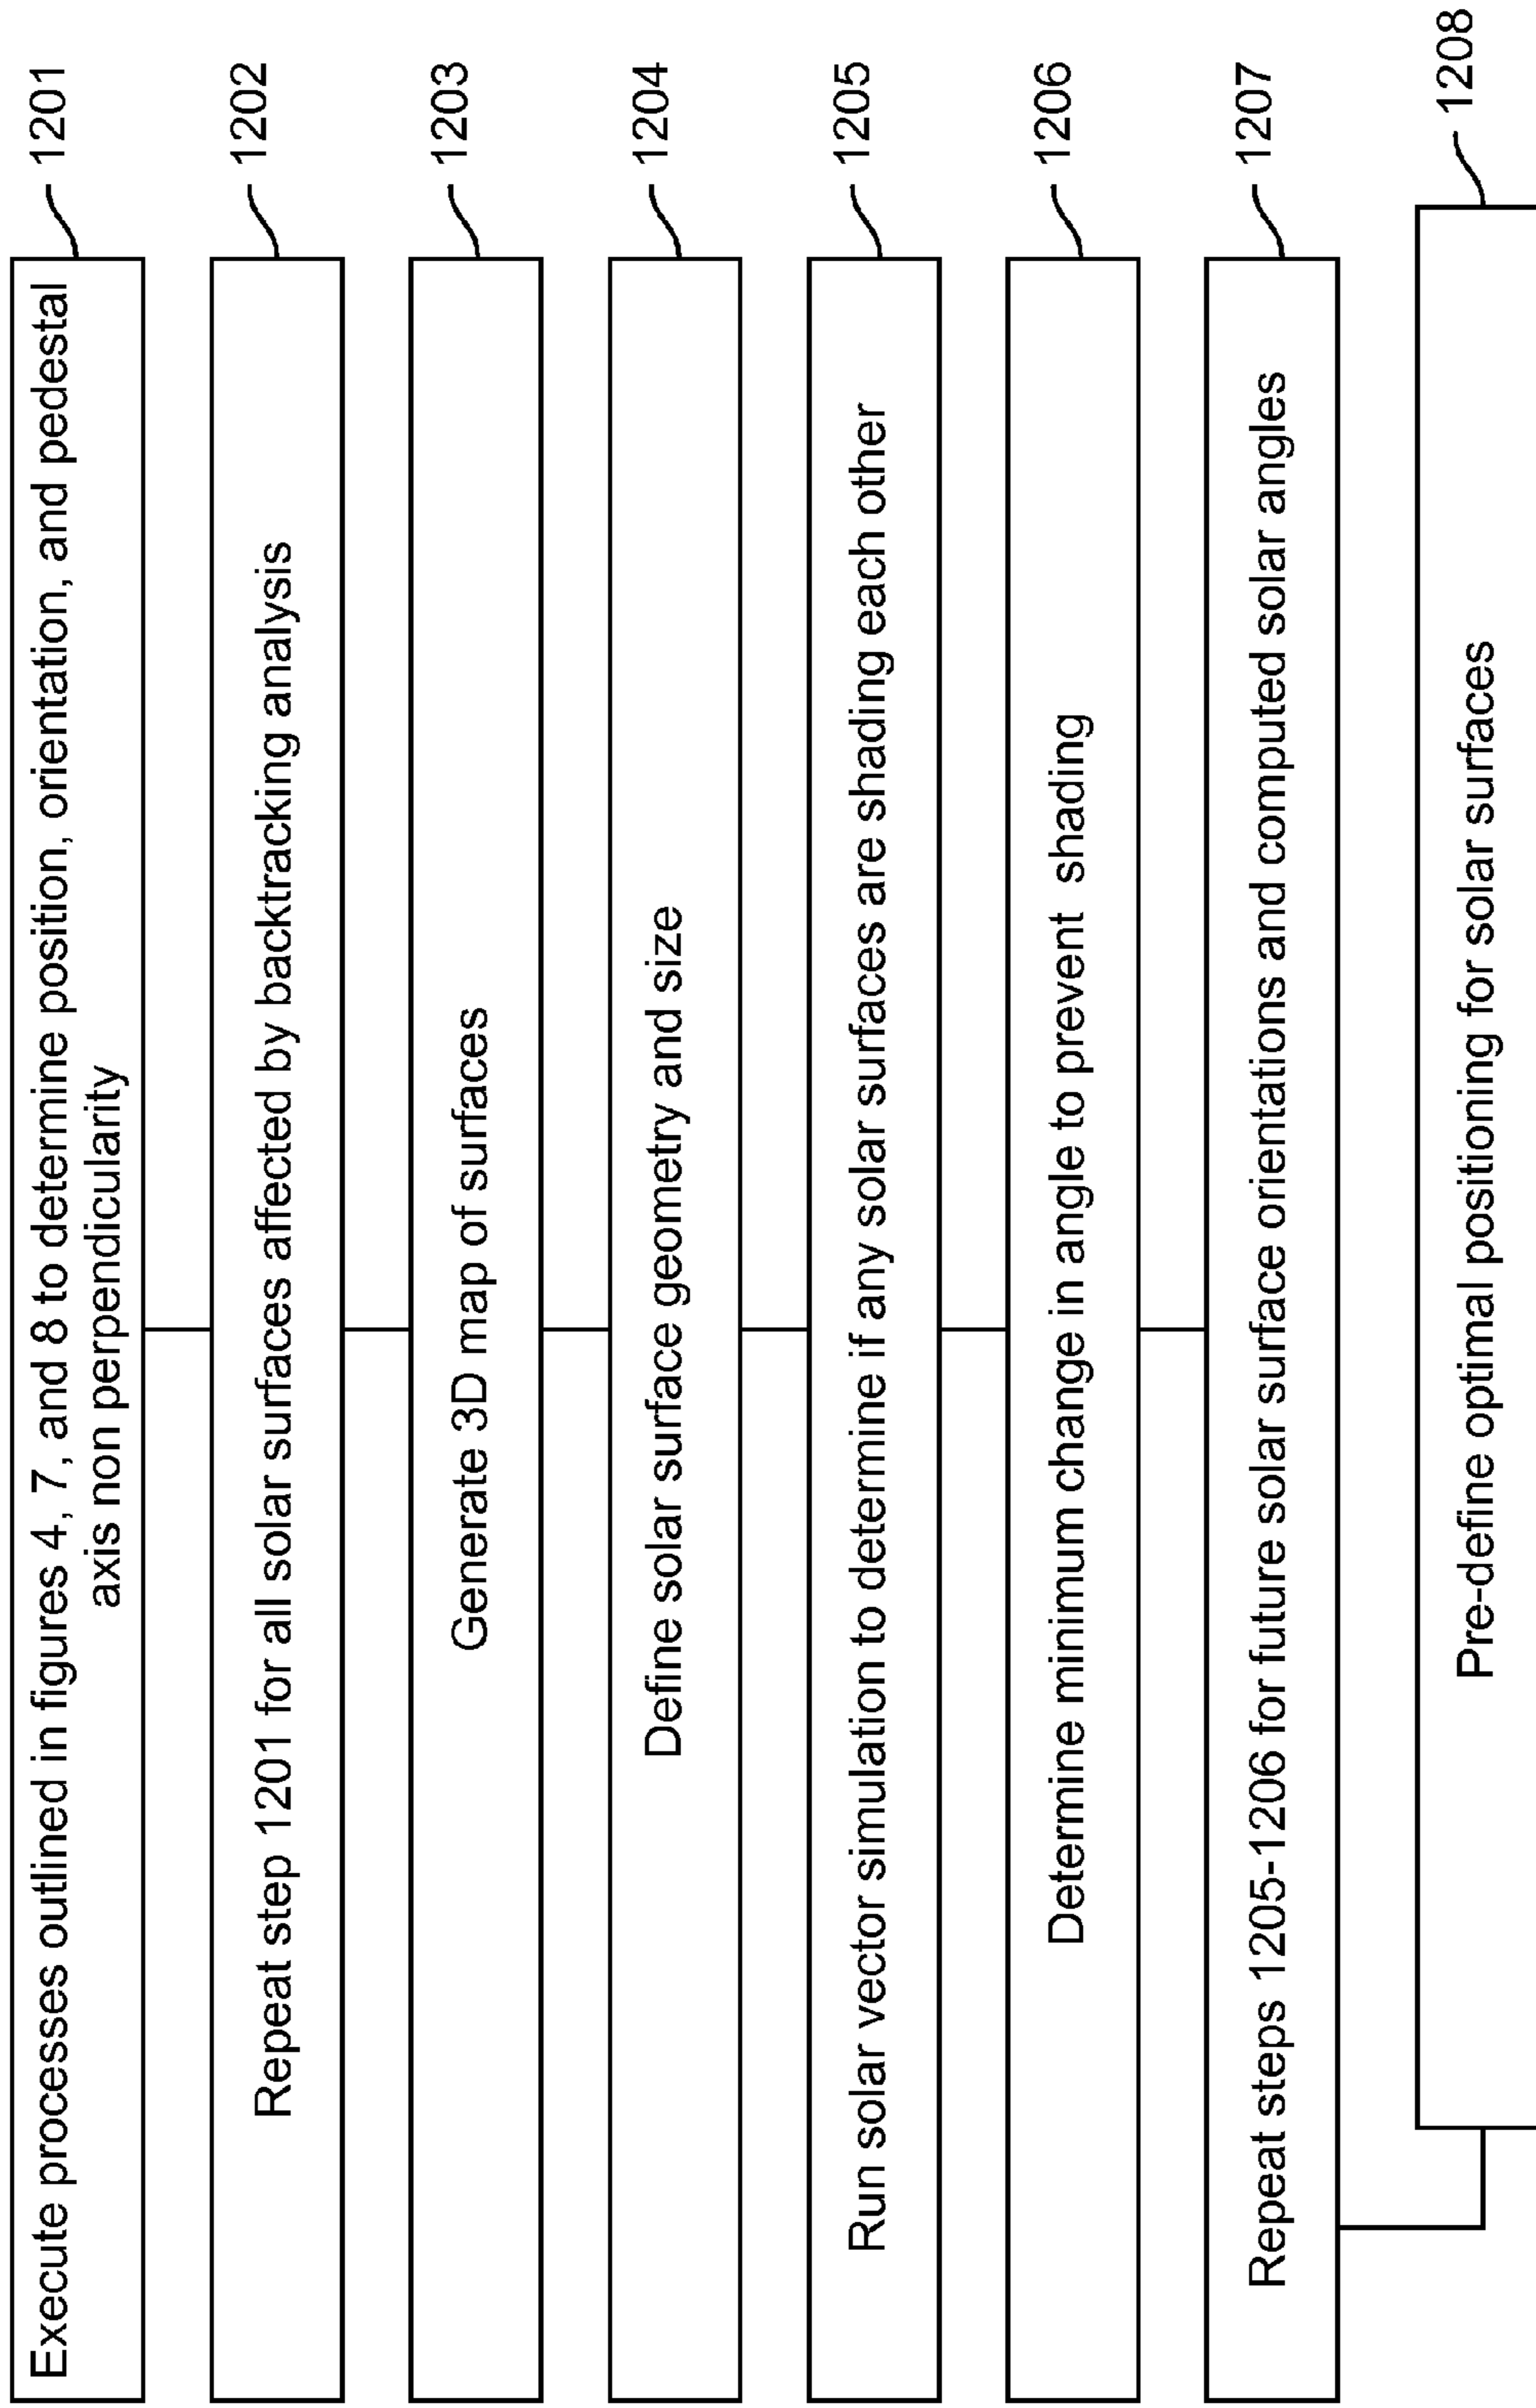 Execute processes outlined in figures 4, 7, and 8 to determine position, orientation, and pedestal
axis non perpendicularity
1201
Repeat step 1201 for all solar surfaces affected by backtracking analysis
1202
Generate 3D map of surfaces
1203
Define solar surface geometry and size
1204
Run solar vector simulation to determine if any solar surfaces are shading each other
1205
Determine minimum change in angle to prevent shading
1206
Repeat steps 1205-1206 for future solar surface orientations and computed solar angles
1207
Pre-define optimal positioning for solar surfaces
1208